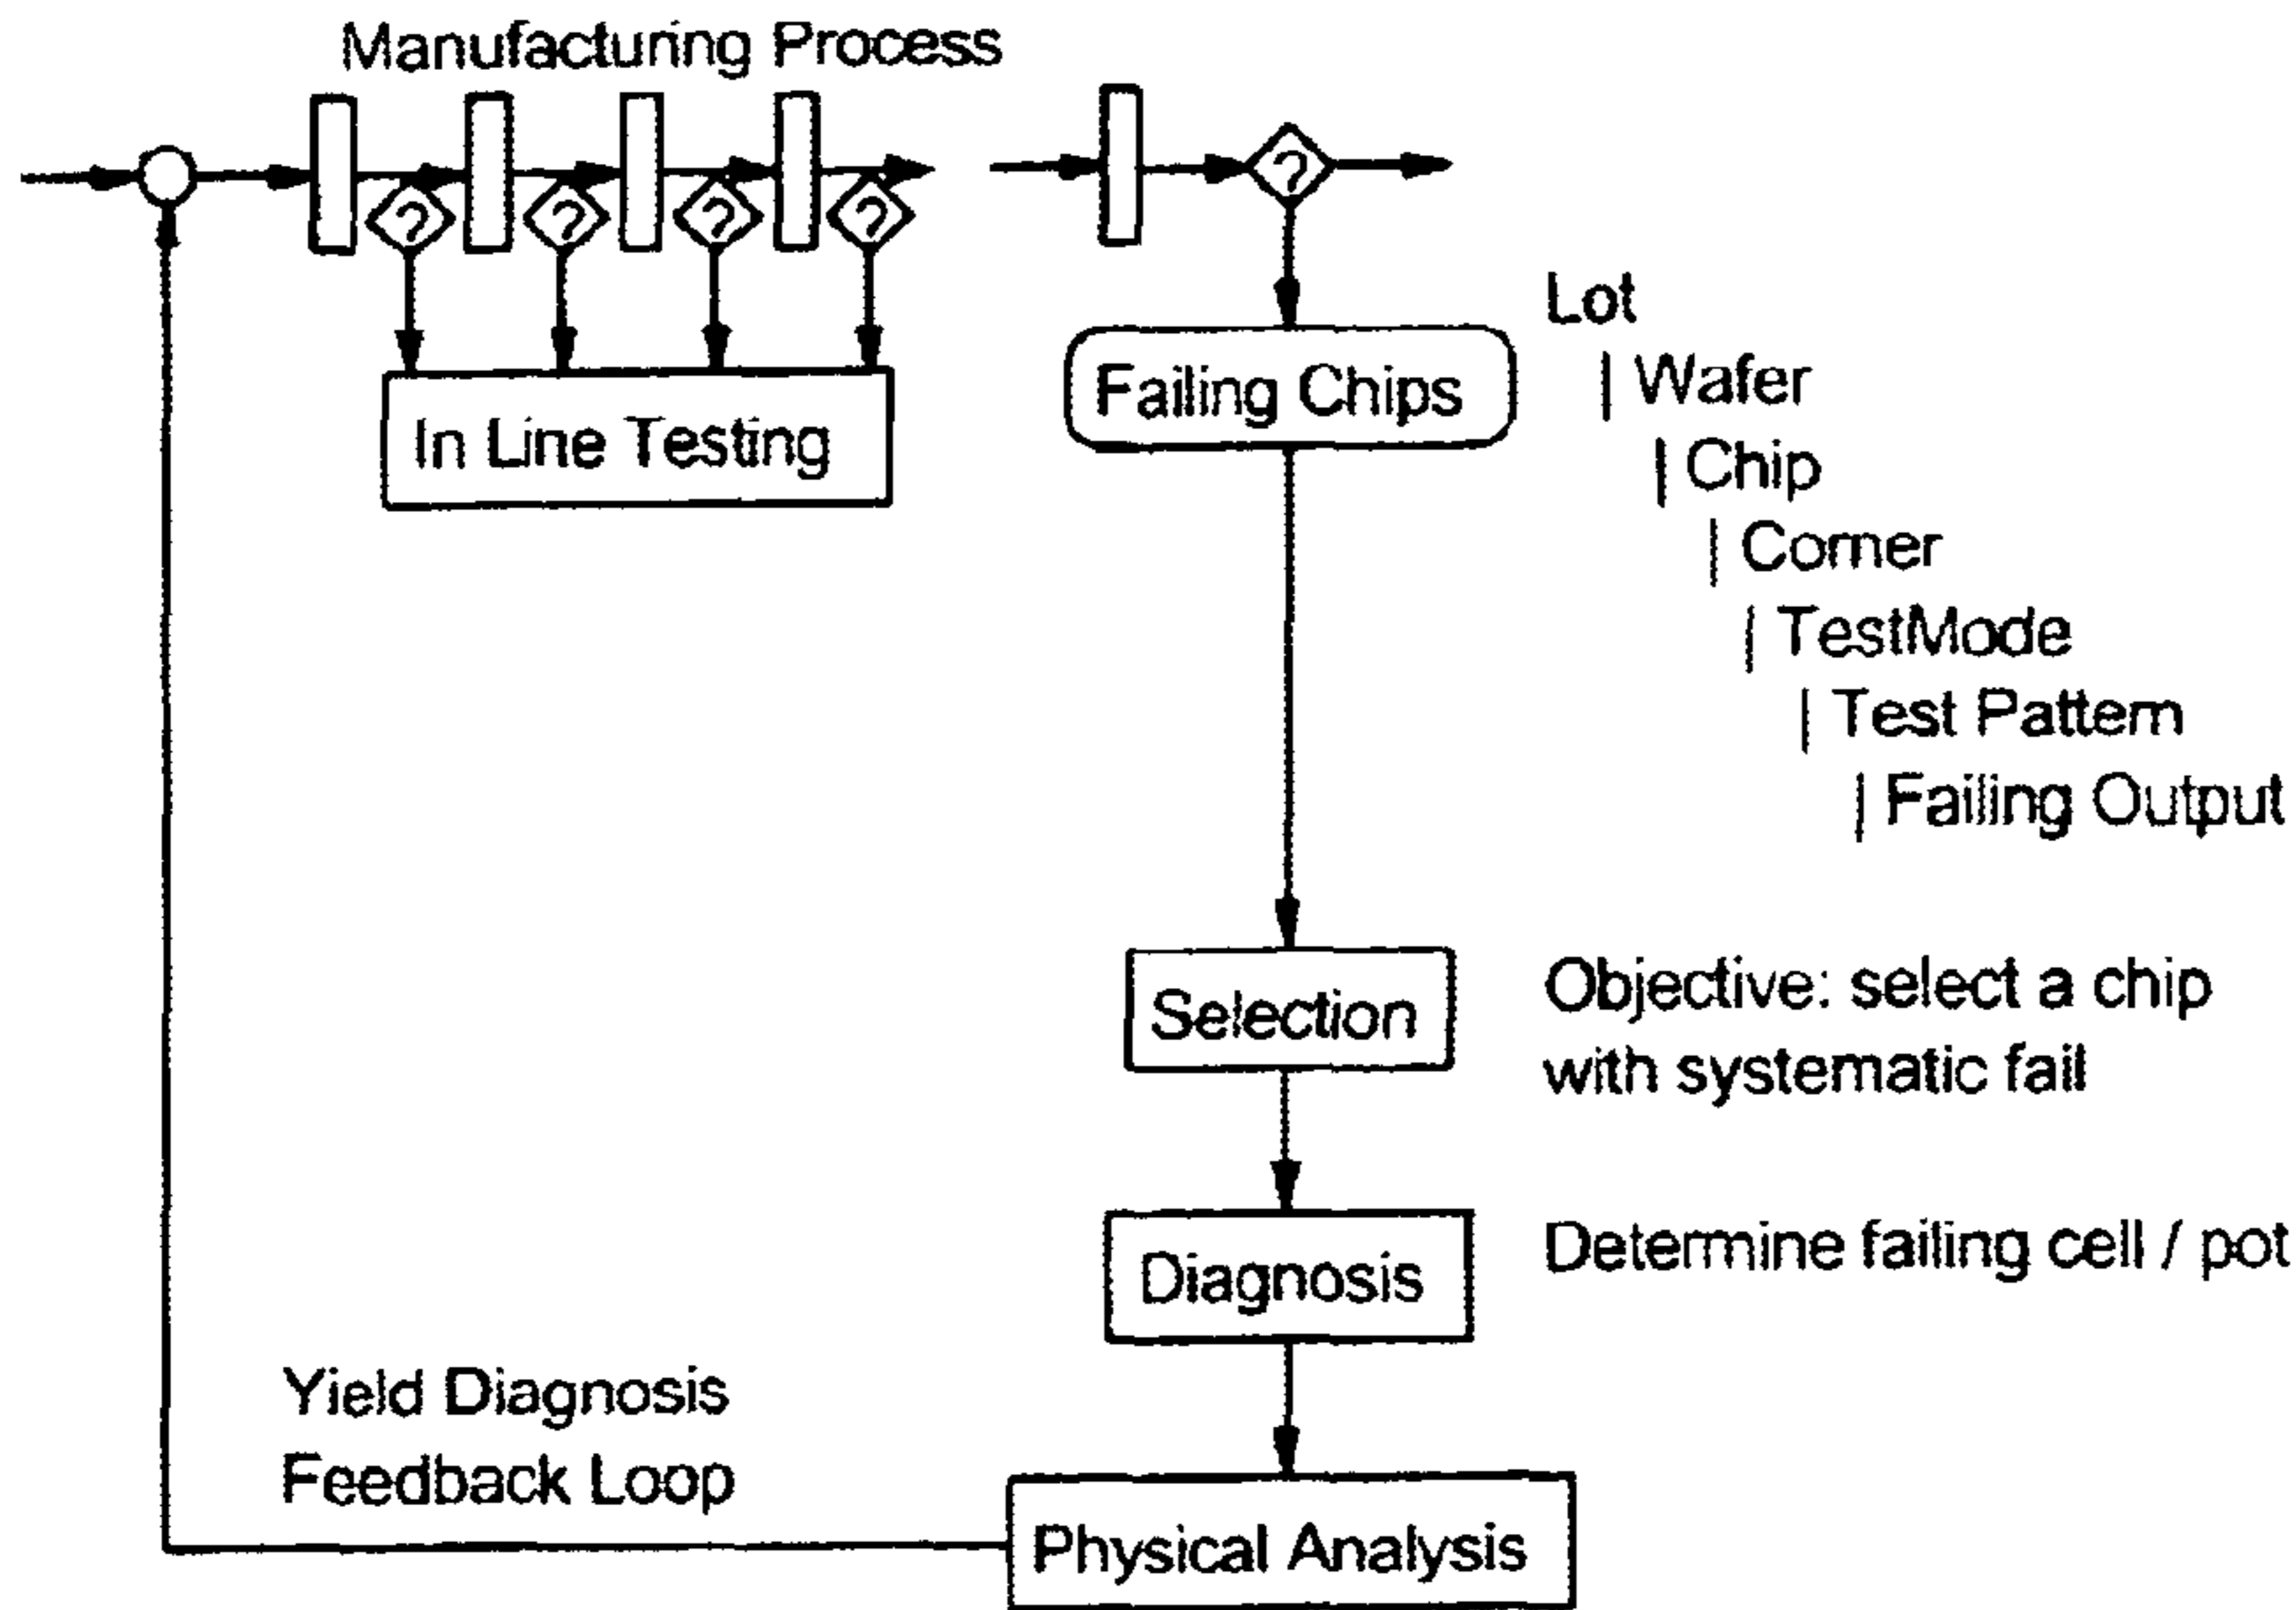 Manufacturing Process
?
?
?
?
?
In Line Testing
Failing Chips
Lot
| Wafer
| Chip
| Corner
| TestMode
| Test Pattern
| Failing Output
Selection
Objective: select a chip
with systematic fail
Diagnosis
Determine failing cell / pot
Yield Diagnosis
Feedback Loop
Physical Analysis